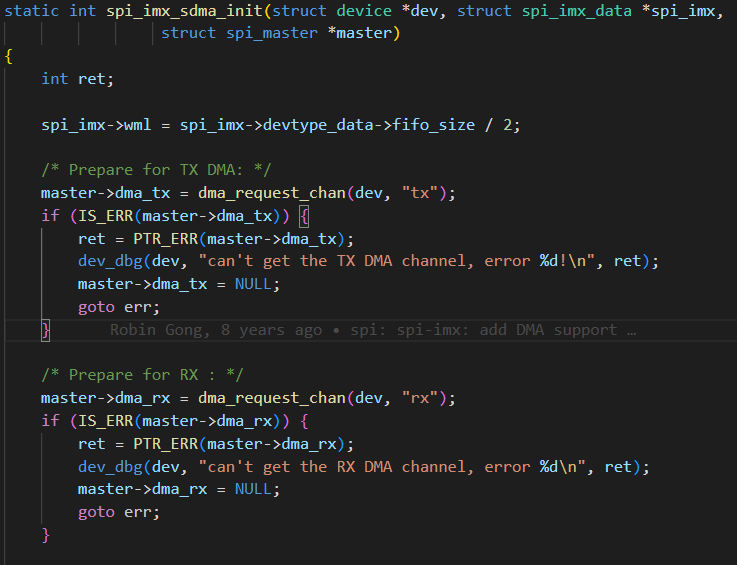 static int spi_imx_sdma_init(struct device *dev, struct spi_imx_data *spi_imx,
struct spi_master *master)
{
int ret;
spi_imx->wml = spi_imx->devtype_data->fifo_size / 2;
/* Prepare for TX DMA: */
master->dma_tx = dma_request_chan(dev, "tx");
if (IS_ERR(master->dma_tx)) {
ret = PTR_ERR(master->dma_tx);
dev_dbg(dev, "can't get the TX DMA channel, error %d!\n", ret);
master->dma_tx = NULL;
goto err;
} Robin Gong, 8 years ago • spi: spi-imx: add DMA support …
/* Prepare for RX : */
master->dma_rx = dma_request_chan(dev, "rx");
if (IS_ERR(master->dma_rx)) {
ret = PTR_ERR(master->dma_rx);
dev_dbg(dev, "can't get the RX DMA channel, error %d\n", ret);
master->dma_rx = NULL;
goto err;
}